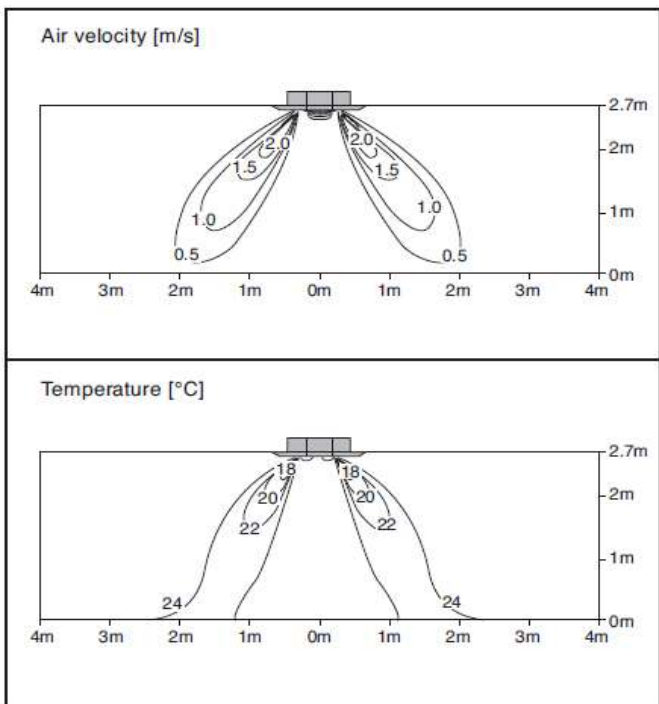 Air velocity [m/s]
2.7m
2.0 2.0 2m
1.5 1.5
1.0 1.0 1m
0.5 0.5
0m
4m 3m 2m 1m 0m 1m 2m 3m 4m
Temperature [°C]
2.7m
18 18
20 20 2m
22 22
1m
24 24
0m
4m 3m 2m 1m 0m 1m 2m 3m 4m